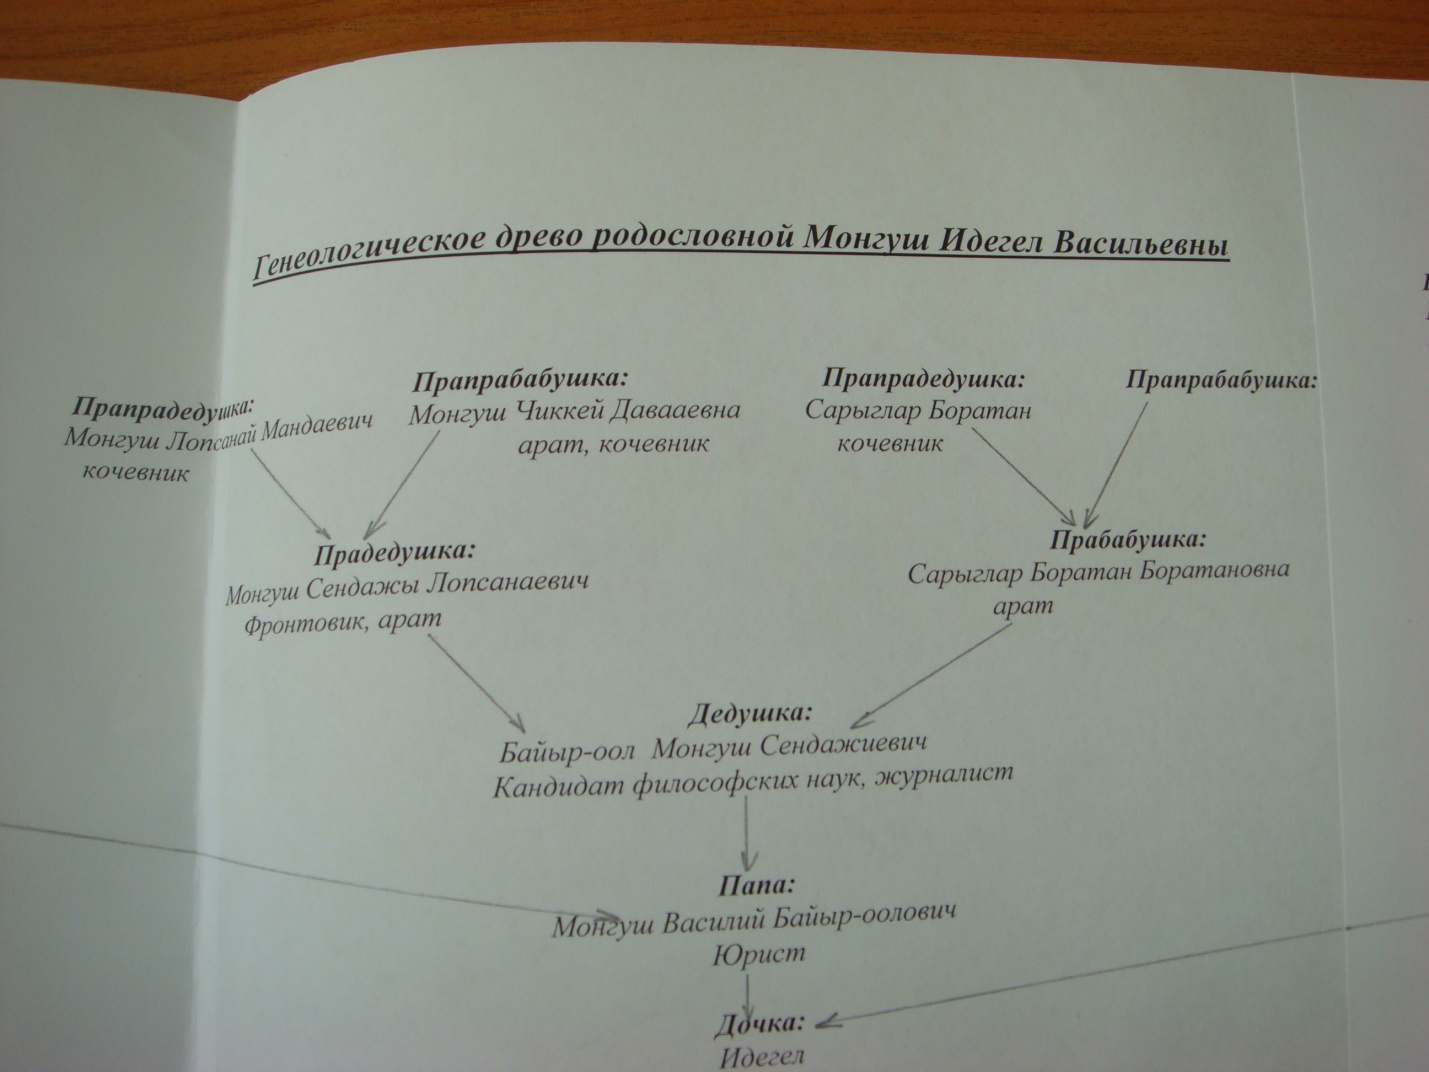 Генеологическое древо родословной Монгуш Идегел Васильевны
Прапрадедушка:
Монгуш Лопсанай Мандаевич
кочевник
Прапрабабушка:
Монгуш Чиккей Давааевна
арат, кочевник
Прапрадедушка:
Сарыглар Боратан
кочевник
Прапрабабушка:
Прадедушка:
Монгуш Сендажы Лопсанаевич
Фронтовик, арат
Прабабушка:
Сарыглар Боратан Боратановна
арат
Дедушка:
Байыр-оол Монгуш Сендажиевич
Кандидат философских наук, журналист
Папа:
Монгуш Василий Байыр-оолович
Юрист
Дочка:
Идегел